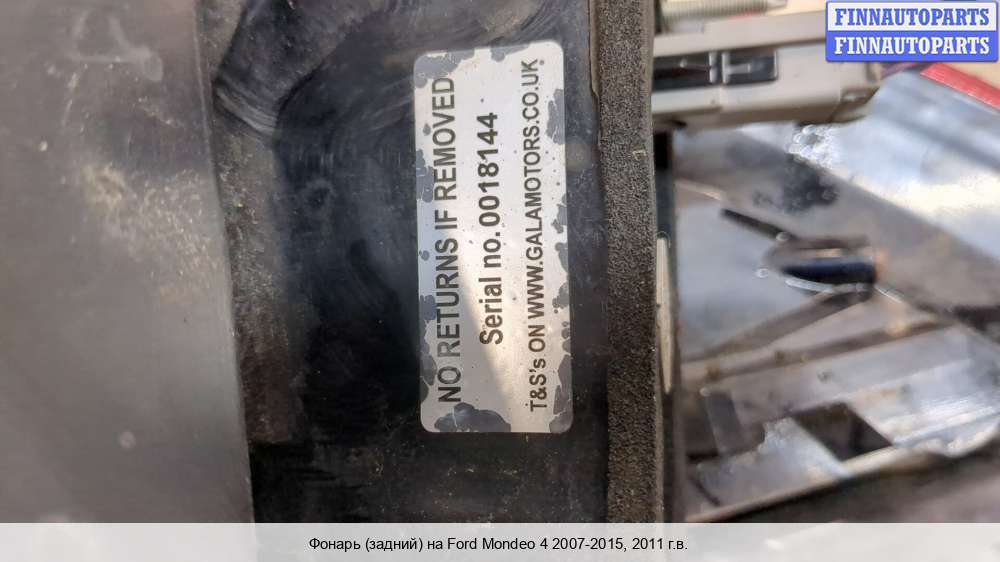 FINNAUTOPARTS
FINNAUTOPARTS
NO RETURNS IF REMOVED
Serial no. 0018144
T&S's ON WWW.GALAMOTORS.CO.UK
Фонарь (задний) на Ford Mondeo 4 2007-2015, 2011 г.в.